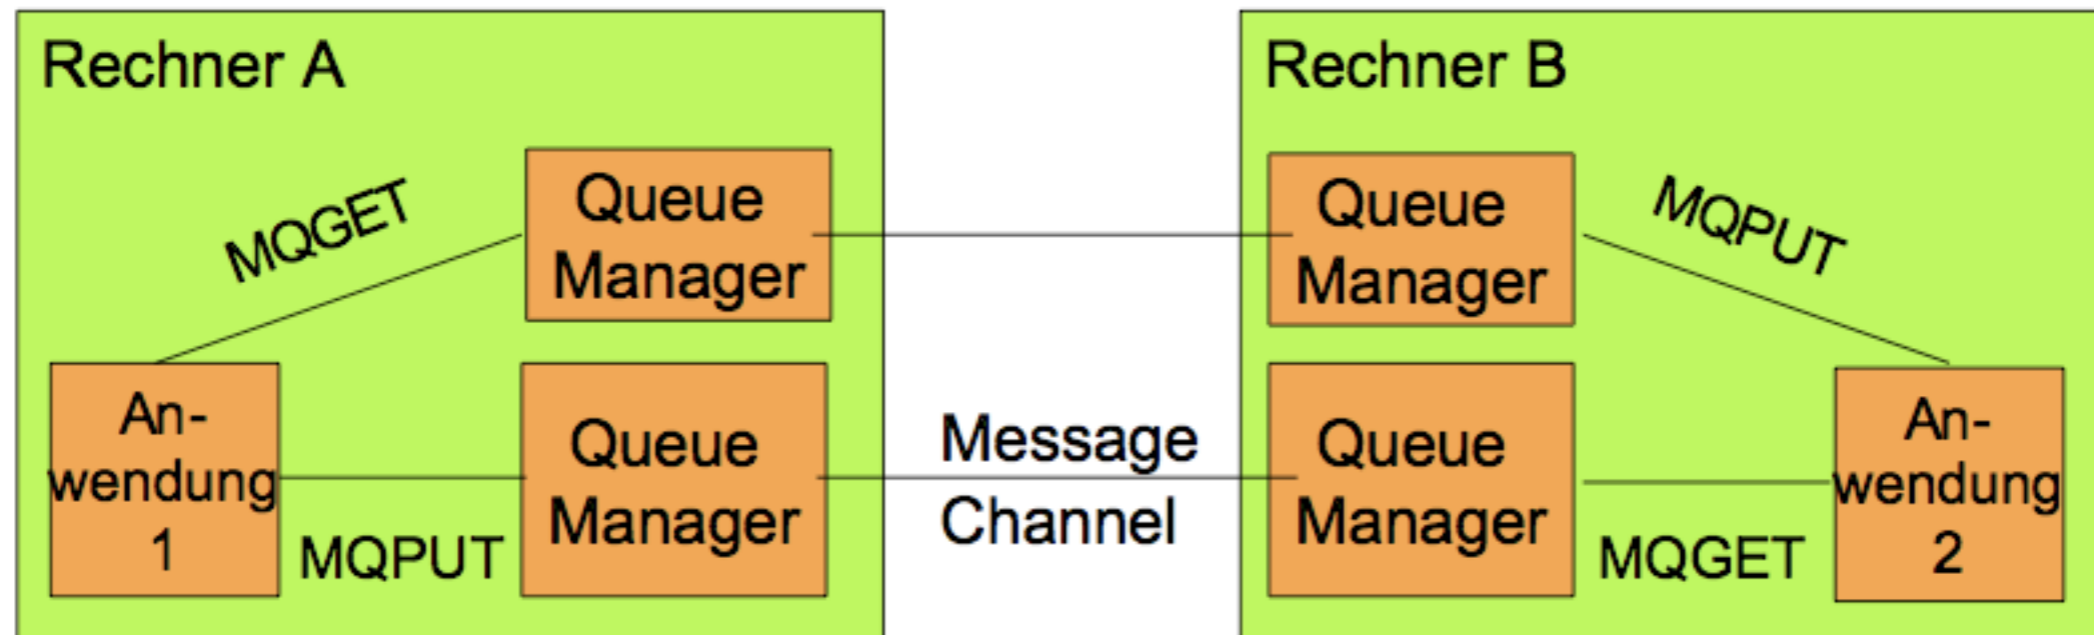 Rechner A
Rechner B
MQGET
Queue
Manager
Queue
Manager
MQPUT
An-
wendung
1
MQPUT
Queue
Manager
Message
Channel
Queue
Manager
MQGET
An-
wendung
2